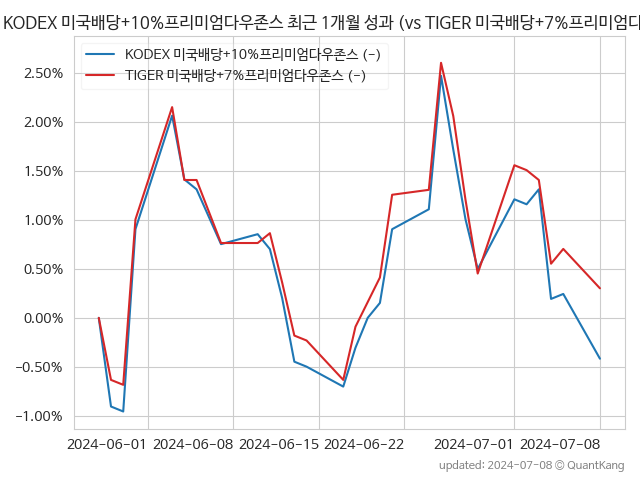 KODEX 미국배당+10%프리미엄다우존스 최근 1개월 성과 (vs TIGER 미국배당+7%프리미엄다
KODEX 미국배당+10%프리미엄다우존스 (-)
TIGER 미국배당+7%프리미엄다우존스 (-)
2.50%
2.00%
1.50%
1.00%
0.50%
0.00%
−0.50%
−1.00%
2024-06-01 2024-06-08 2024-06-15 2024-06-22 2024-07-01 2024-07-08
updated: 2024-07-08 © QuantKang